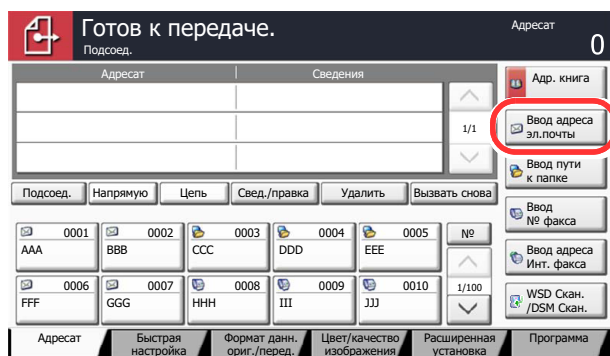 Готов к передаче.
Подсоед.
Адресат
0
Адресат Сведения
1/1
Адр. книга
Ввод адреса
эл.почты
Ввод пути
к папке
Ввод
№ факса
Ввод адреса
Инт. факса
WSD Скан.
/DSM Скан.
Подсоед. Напрямую Цепь Свед./правка Удалить Вызвать снова
0001 0002 0003 0004 0005 №
AAA BBB CCC DDD EEE
0006 0007 0008 0009 0010 1/100
FFF GGG HHH III JJJ
Адресат
Быстрая
настройка
Формат данн.
ориг./перед.
Цвет/качество
изображения
Расширенная
установка
Программа